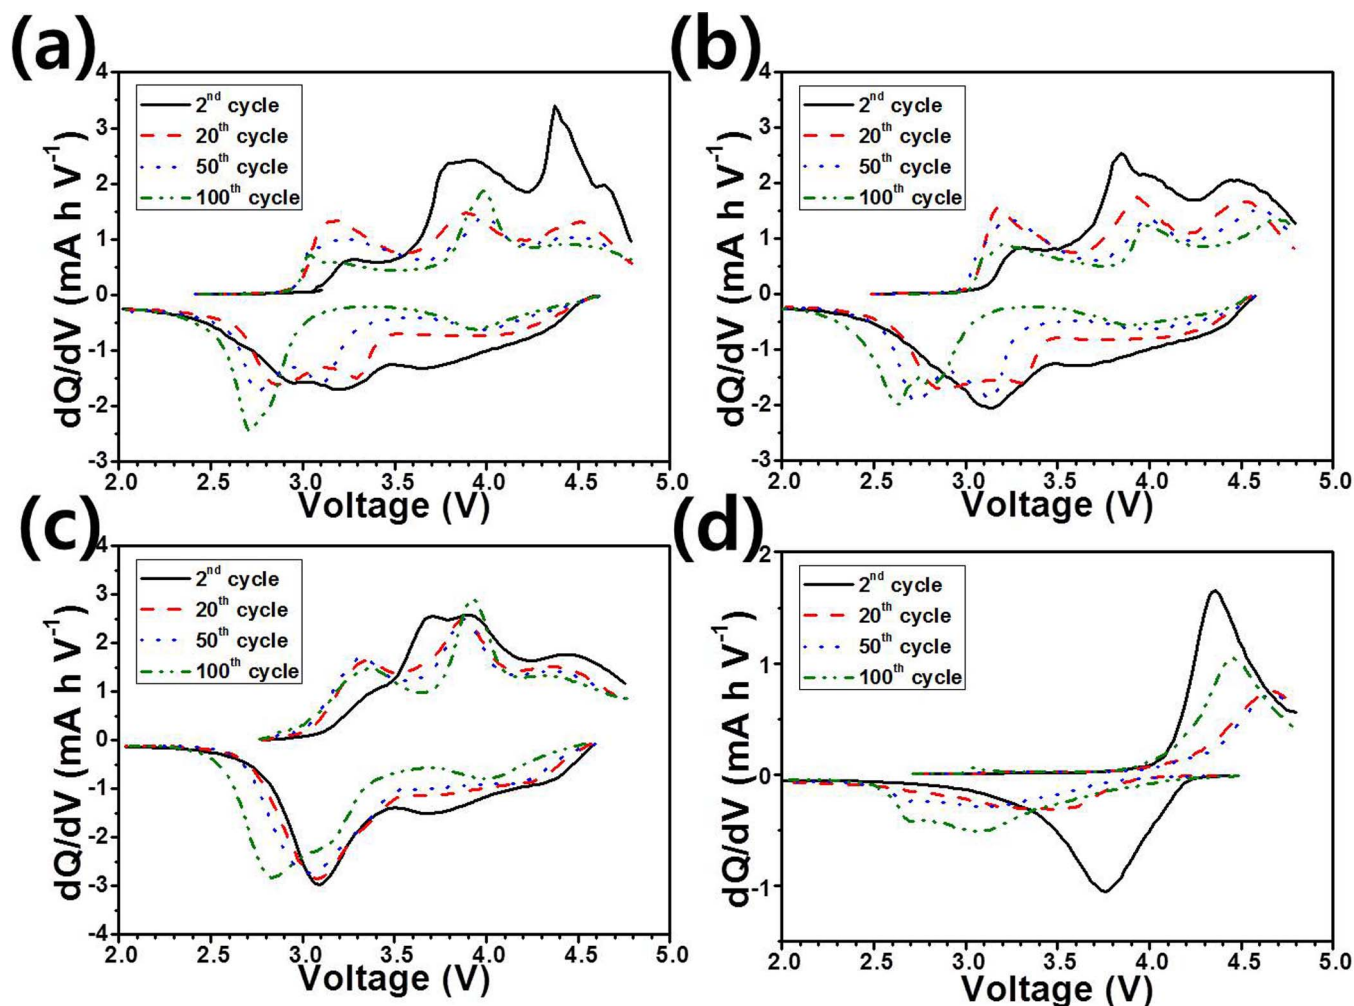 (a)
dQ/dV (mA h V-1)
4
3
2
1
0
-1
-2
-3
2nd cycle
20th cycle
50th cycle
100th cycle
2.0 2.5 3.0 3.5 4.0 4.5 5.0
Voltage (V)
(b)
dQ/dV (mA h V-1)
4
3
2
1
0
-1
-2
-3
2nd cycle
20th cycle
50th cycle
100th cycle
2.0 2.5 3.0 3.5 4.0 4.5 5.0
Voltage (V)
(c)
dQ/dV (mA h V-1)
4
3
2
1
0
-1
-2
-3
-4
2nd cycle
20th cycle
50th cycle
100th cycle
2.0 2.5 3.0 3.5 4.0 4.5 5.0
Voltage (V)
(d)
dQ/dV (mA h V-1)
2
1
0
-1
2nd cycle
20th cycle
50th cycle
100th cycle
2.0 2.5 3.0 3.5 4.0 4.5 5.0
Voltage (V)